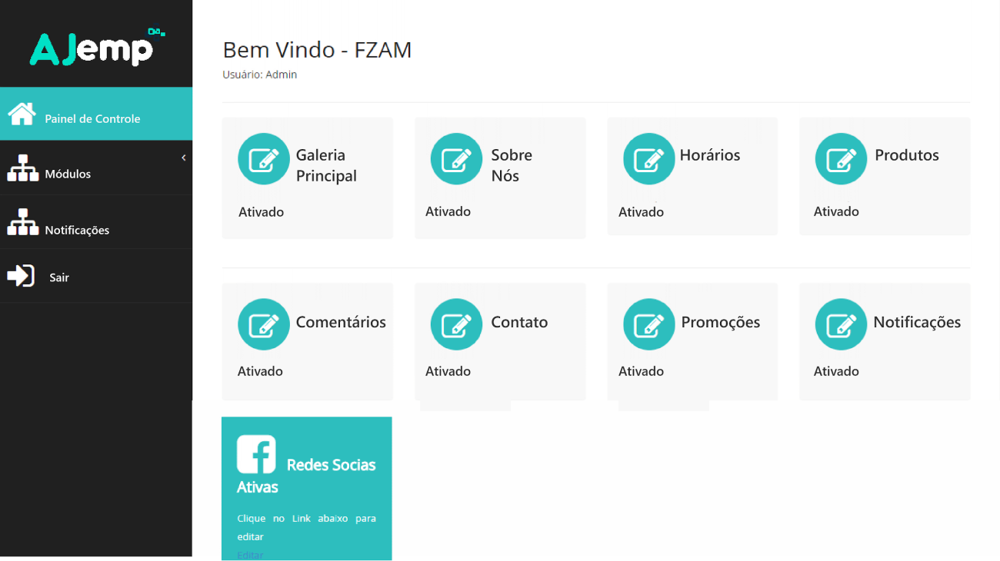 AJemp
Bem Vindo - FZAM
Usuário: Admin
Painel de Controle
Módulos
Notificações
Sair
Galeria
Principal
Ativado
Sobre
Nós
Ativado
Horários
Ativado
Produtos
Ativado
Comentários
Ativado
Contato
Ativado
Promoções
Ativado
Notificações
Ativado
Redes Socias
Ativas
Clique no Link abaixo para
editar
Editar